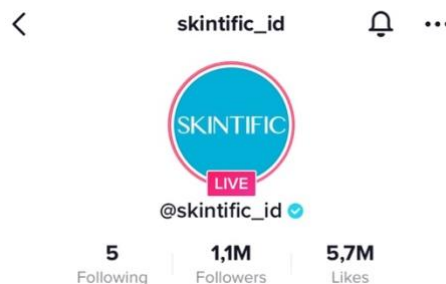 skintific_id
SKINTIFIC
LIVE
@skintific_id
5 1,1M 5,7M
Following Followers Likes